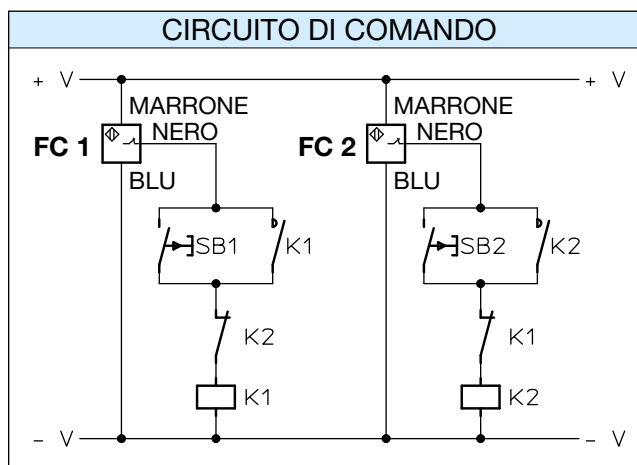 CIRCUITO DI COMANDO
+ V + V
MARRONE MARRONE
FC 1 NERO FC 2 NERO
BLU BLU
SB1 K1 SB2 K2
K2 K1
K1 K2
− V − V